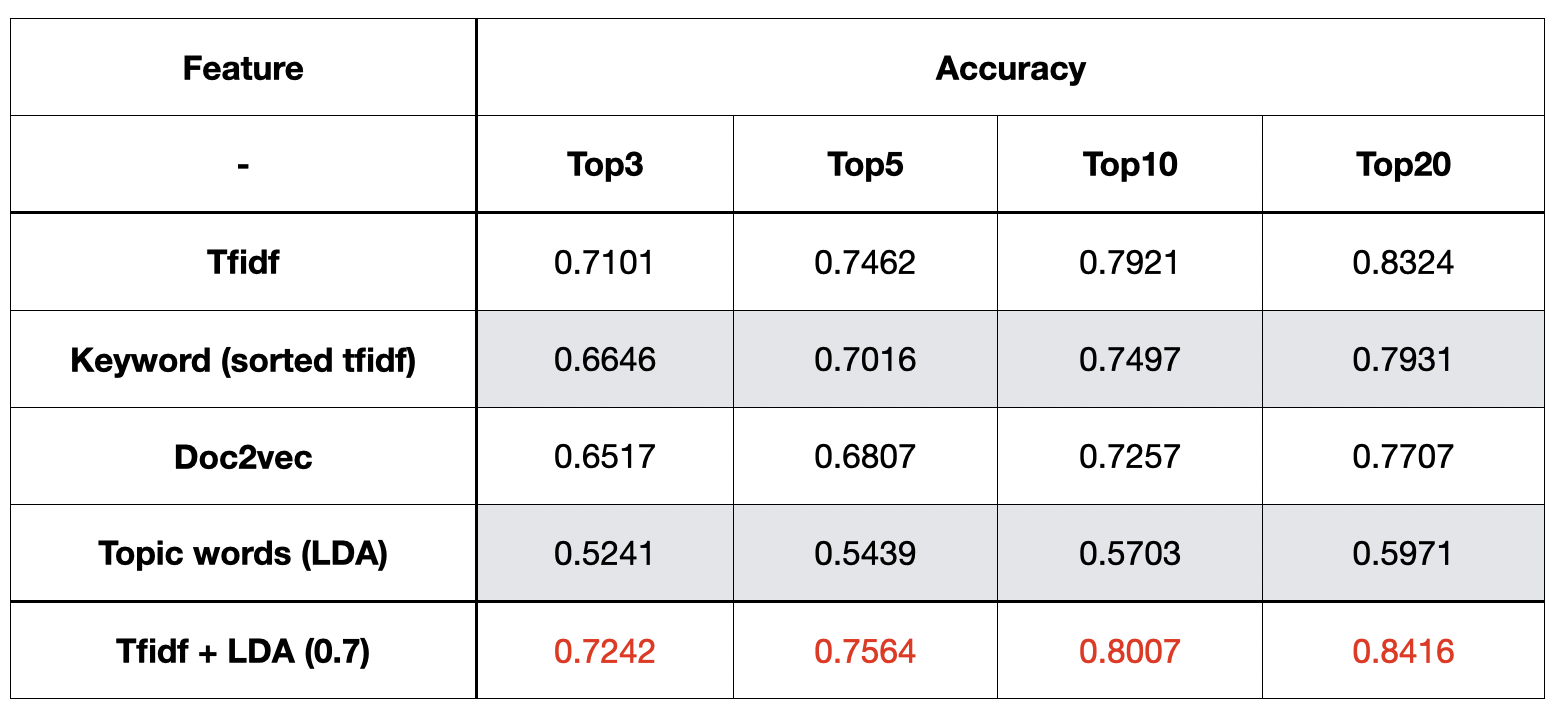 Feature Accuracy
- Top3 Top5 Top10 Top20
Tfidf 0.7101 0.7462 0.7921 0.8324
Keyword (sorted tfidf) 0.6646 0.7016 0.7497 0.7931
Doc2vec 0.6517 0.6807 0.7257 0.7707
Topic words (LDA) 0.5241 0.5439 0.5703 0.5971
Tfidf + LDA (0.7) 0.7242 0.7564 0.8007 0.8416